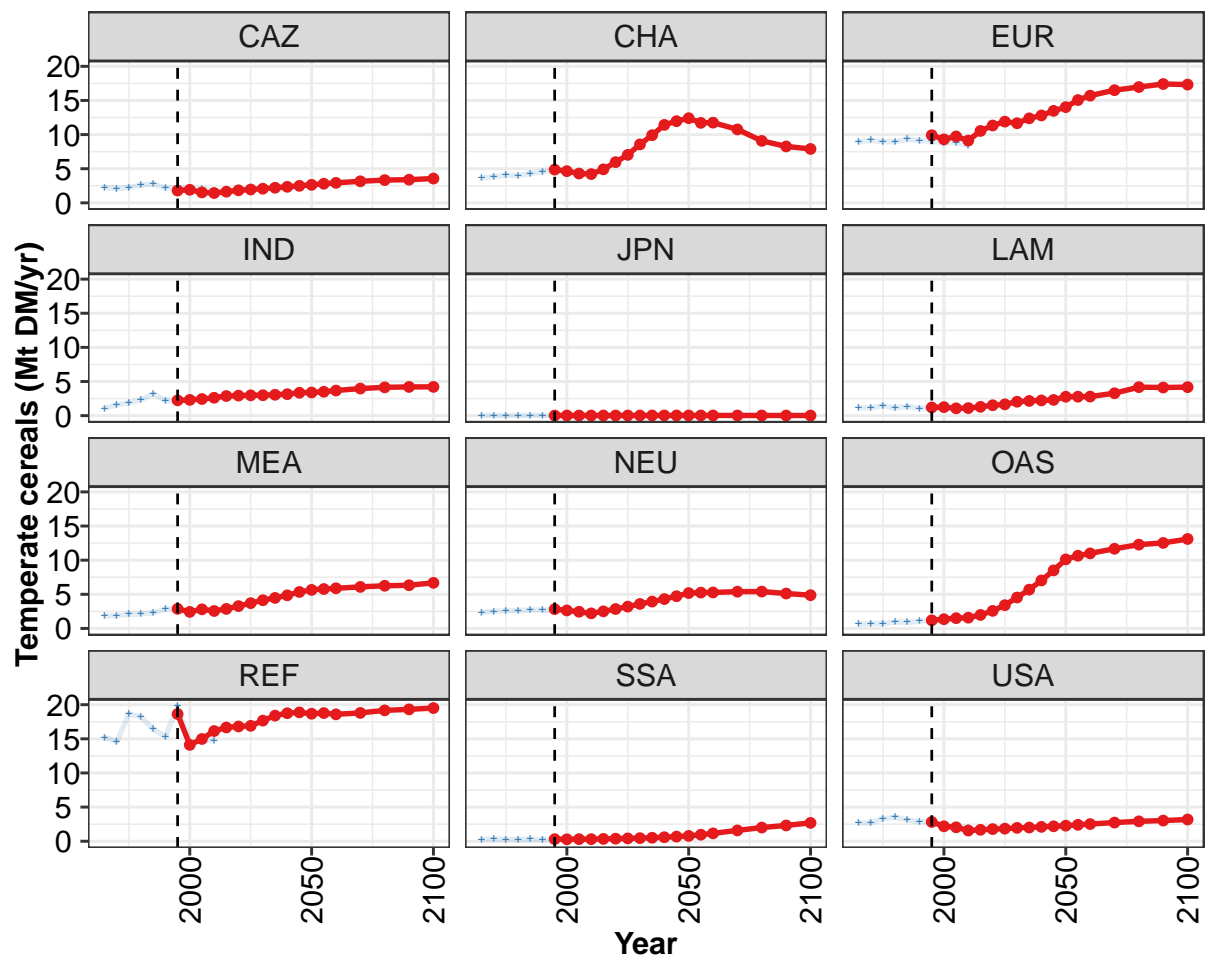 CAZ CHA EUR
20
15
10
5
0
IND JPN LAM
20
15
10
5
0
MEA NEU OAS
20
15
10
5
0
REF SSA USA
20
15
10
5
0
2000 2050 2100 2000 2050 2100 2000 2050 2100
Year
Temperate cereals (Mt DM/yr)